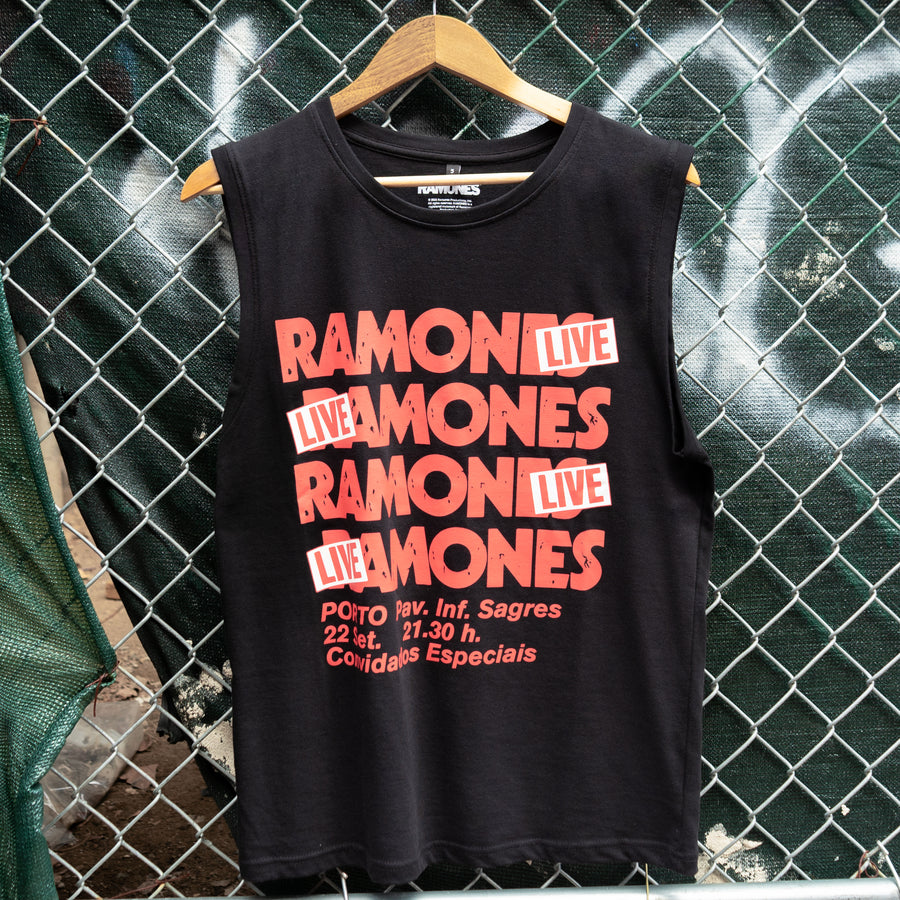 S
RAMONES
RAMONES LIVE
LIVE RAMONES
RAMONES LIVE
LIVE RAMONES
PORTO Pav. Inf. Sagres
22 Set. 21.30 h.
Convidados Especiais